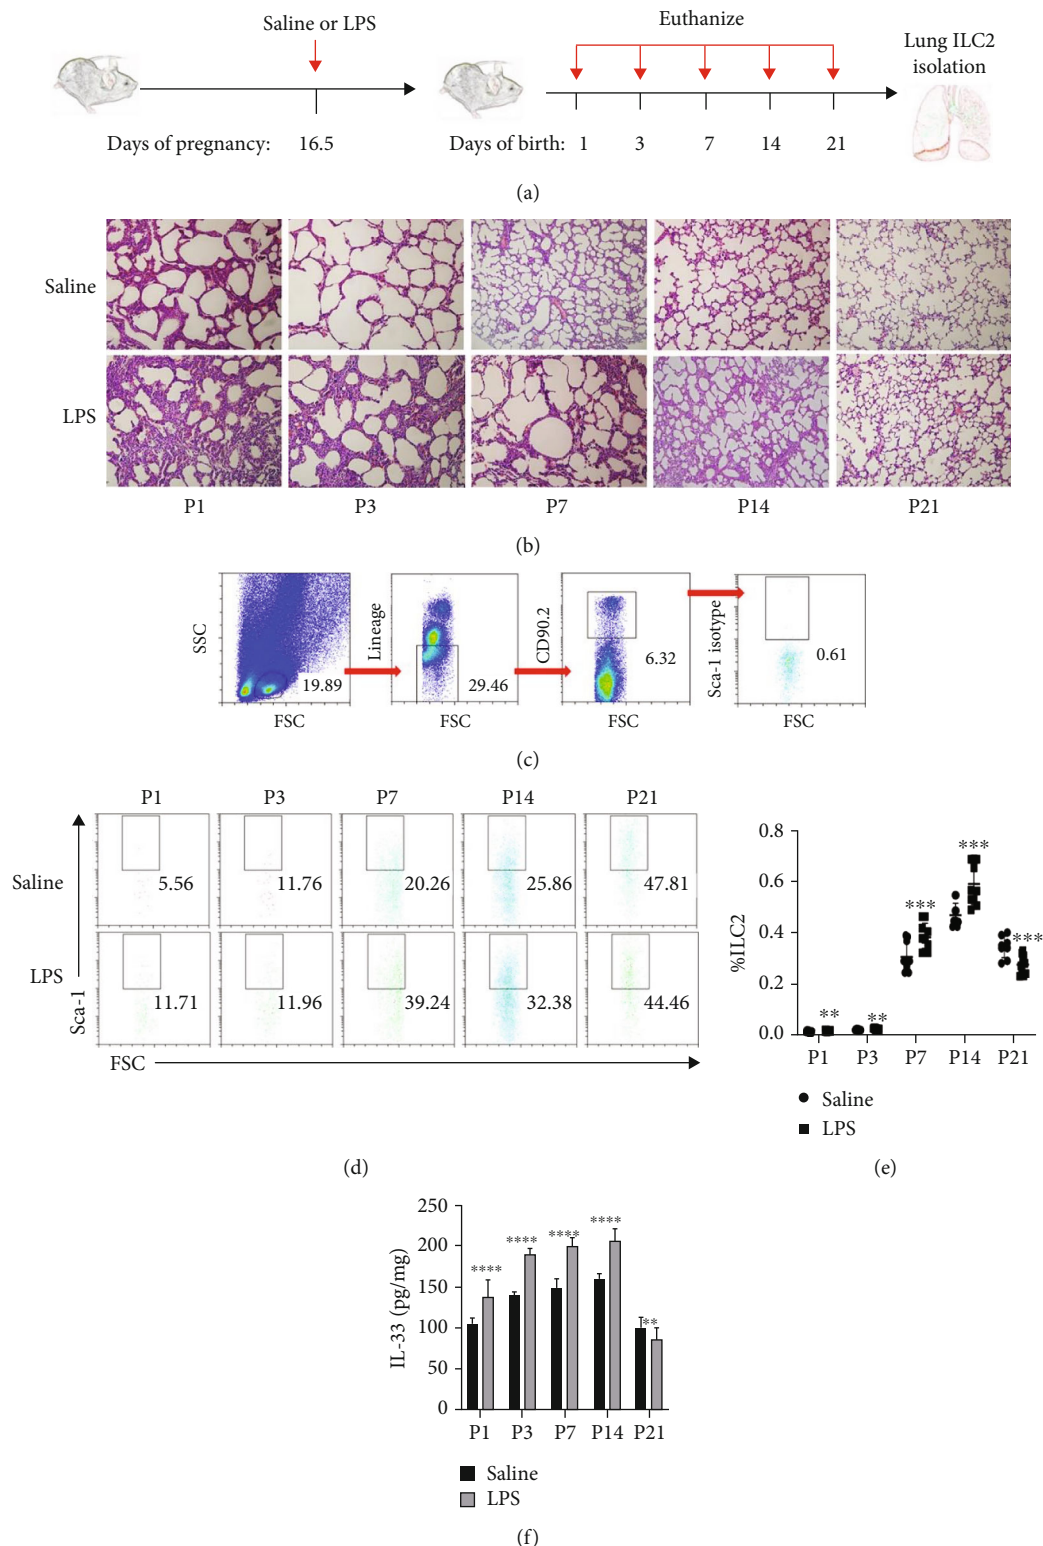 Saline or LPS
Euthanize
Lung ILC2
isolation
Days of pregnancy: 16.5
Days of birth: 1 3 7 14 21
(a)
Saline
LPS
P1 P3 P7 P14 P21
(b)
SSC
19.89
FSC
Lineage
29.46
FSC
CD90.2
6.32
FSC
Sca-1 isotype
0.61
FSC
(c)
P1 P3 P7 P14 P21
Saline
5.56 11.76 20.26 25.86 47.81
LPS
11.71 11.96 39.24 32.38 44.46
Sca-1
FSC
(d)
%ILC2
0.8
0.6
0.4
0.2
0.0
** ** *** *** ***
P1 P3 P7 P14 P21
Saline
LPS
(e)
IL-33 (pg/mg)
250
200
150
100
50
0
**** **** **** **** **
P1 P3 P7 P14 P21
Saline
LPS
(f)